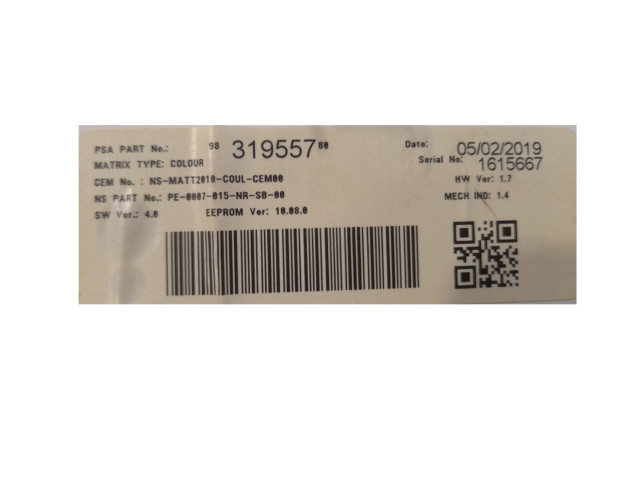 PSA PART No.: 98 319557 80 Date: 05/02/2019
MATRIX TYPE: COLOUR Serial No: 1615667
CEM No. : NS-MATT2010-COUL-CEM00 HW Ver: 1.7
NS PART No.: PE-0007-015-NR-SB-00 MECH IND: 1.4
SW Ver.: 4.0 EEPROM Ver: 10.08.0